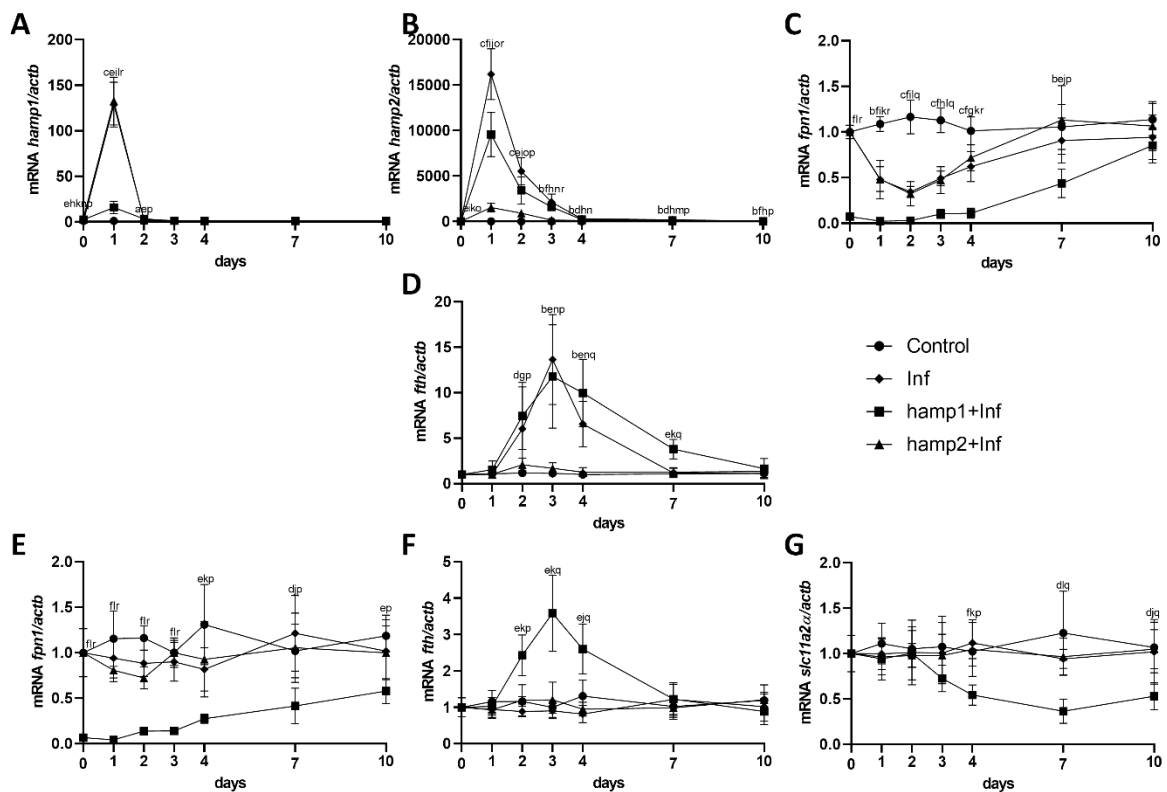 A
mRNA hamp1/actb
200
150
100
50
0
ehknp
ceilr
aep
0 1 2 3 4 7 10
days
B
mRNA hamp2/actb
20000
15000
10000
5000
0
eiko
cfijor
ceiop
bfhnr
bdhn
bdhmp
bfhp
0 1 2 3 4 7 10
days
C
mRNA fpn1/actb
2.0
1.5
1.0
0.5
0.0
flr
bfikr
cfilq
cfhlq
cfgkr
bejp
0 1 2 3 4 7 10
days
D
mRNA fth/actb
20
15
10
5
0
dgp
benp
benq
ekq
0 1 2 3 4 7 10
days
Control
Inf
hamp1+Inf
hamp2+Inf
E
mRNA fpn1/actb
2.0
1.5
1.0
0.5
0.0
flr
flr
flr
flr
ekp
djp
ep
0 1 2 3 4 7 10
days
F
mRNA fth/actb
5
4
3
2
1
0
ekp
ekq
ejq
0 1 2 3 4 7 10
days
G
mRNA slc11a2α/actb
2.0
1.5
1.0
0.5
0.0
fkp
dlq
djq
0 1 2 3 4 7 10
days